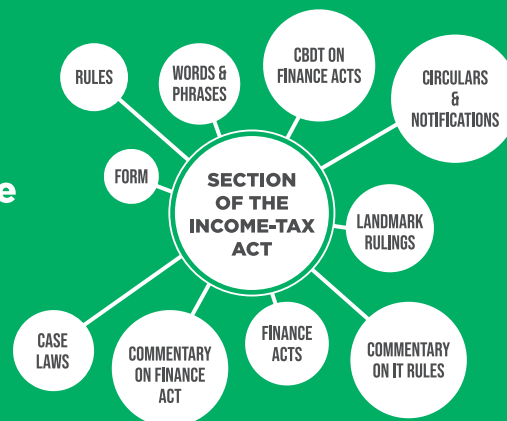 RULES
WORDS &
PHRASES
CBDT ON
FINANCE ACTS
CIRCULARS
&
NOTIFICATIONS
FORM
e
SECTION
OF THE
INCOME-TAX
ACT
LANDMARK
RULINGS
CASE
LAWS
COMMENTARY
ON FINANCE
ACT
FINANCE
ACTS
COMMENTARY
ON IT RULES